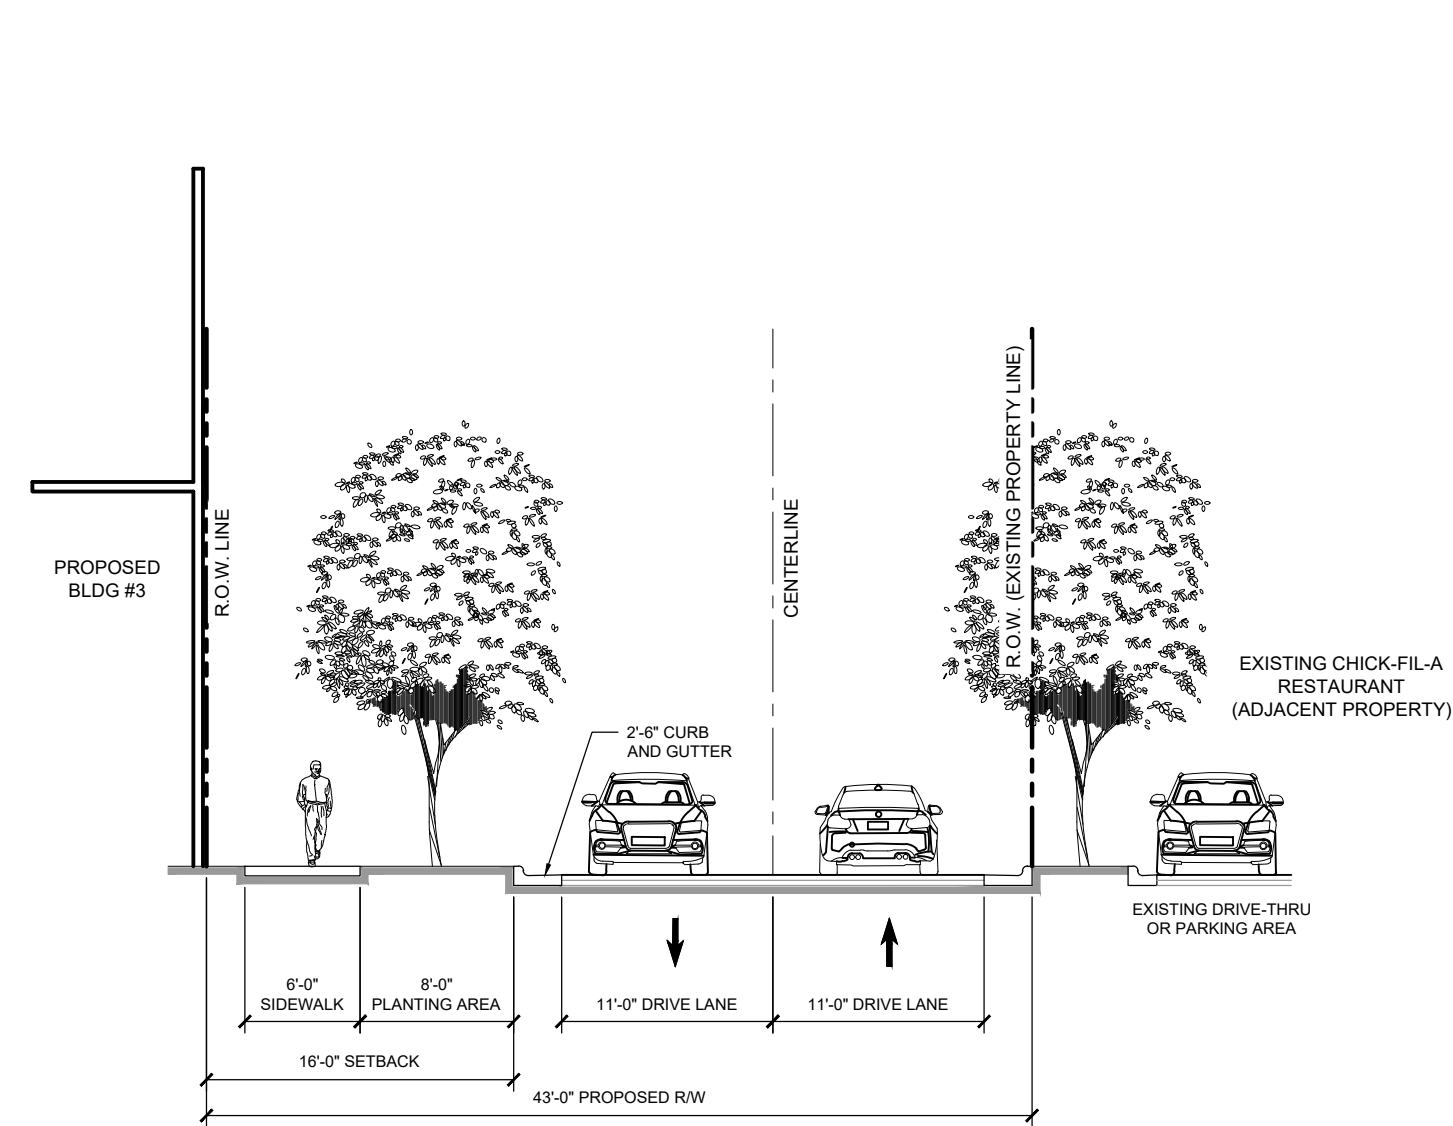 R.O.W. LINE
CENTERLINE
R.O.W. (EXISTING PROPERTY LINE)
PROPOSED
BLDG #3
EXISTING CHICK-FIL-A
RESTAURANT
(ADJACENT PROPERTY)
2'-6" CURB
AND GUTTER
EXISTING DRIVE-THRU
OR PARKING AREA
6'-0"
SIDEWALK
8'-0"
PLANTING AREA
11'-0" DRIVE LANE
11'-0" DRIVE LANE
16'-0" SETBACK
43'-0" PROPOSED R/W